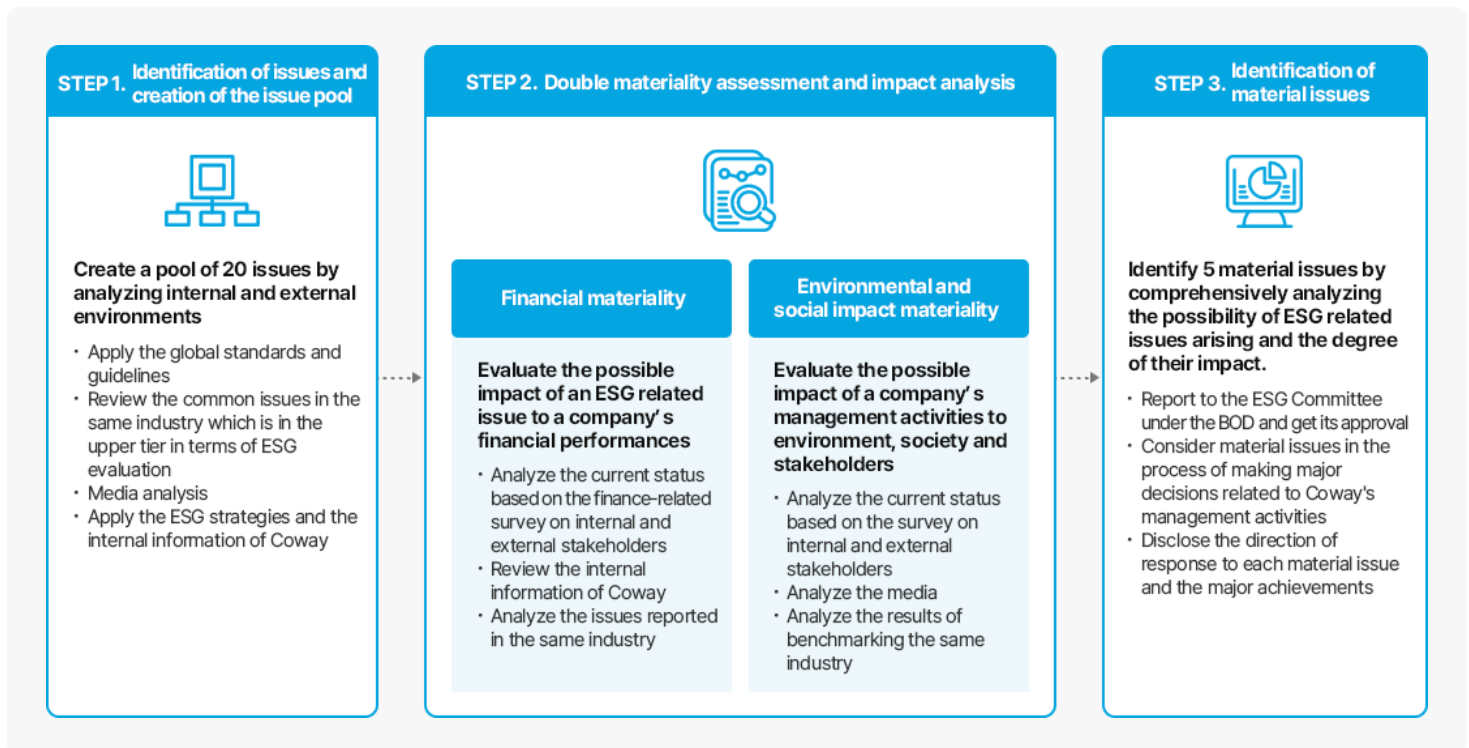 STEP 1. Identification of issues and
creation of the issue pool
Create a pool of 20 issues by
analyzing internal and external
environments
· Apply the global standards and
guidelines
· Review the common issues in the
same industry which is in the
upper tier in terms of ESG
evaluation
· Media analysis
· Apply the ESG strategies and the
internal information of Coway
STEP 2. Double materiality assessment and impact analysis
Financial materiality
Evaluate the possible
impact of an ESG related
issue to a company’s
financial performances
· Analyze the current status
based on the finance-related
survey on internal and
external stakeholders
· Review the internal
information of Coway
· Analyze the issues reported
in the same industry
Environmental and
social impact materiality
Evaluate the possible
impact of a company’s
management activities to
environment, society and
stakeholders
· Analyze the current status
based on the survey on
internal and external
stakeholders
· Analyze the media
· Analyze the results of
benchmarking the same
industry
STEP 3. Identification of
material issues
Identify 5 material issues by
comprehensively analyzing
the possibility of ESG related
issues arising and the degree
of their impact.
· Report to the ESG Committee
under the BOD and get its approval
· Consider material issues in the
process of making major
decisions related to Coway's
management activities
· Disclose the direction of
response to each material issue
and the major achievements